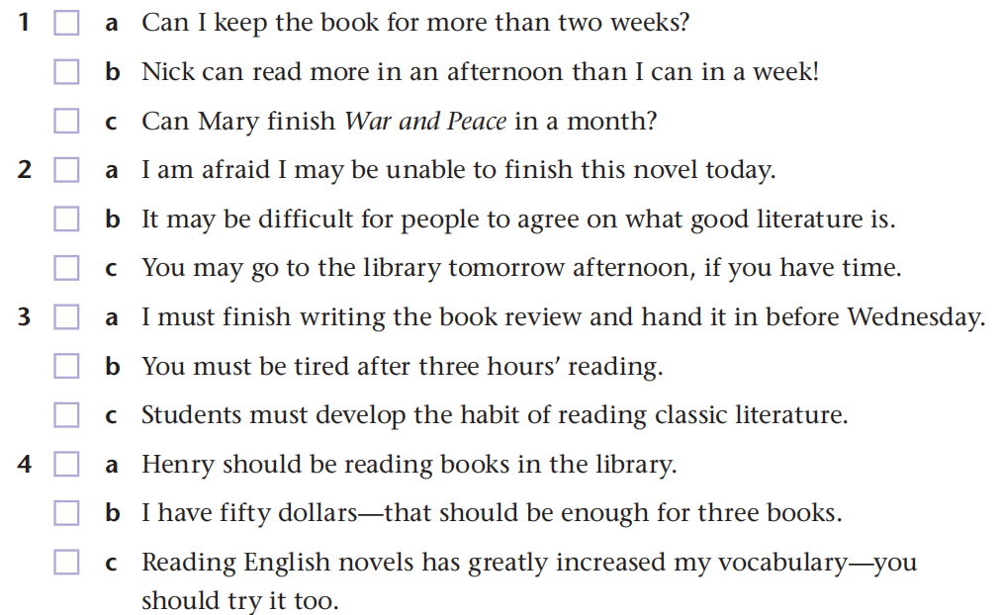 1 a Can I keep the book for more than two weeks?
b Nick can read more in an afternoon than I can in a week!
c Can Mary finish War and Peace in a month?
2 a I am afraid I may be unable to finish this novel today.
b It may be difficult for people to agree on what good literature is.
c You may go to the library tomorrow afternoon, if you have time.
3 a I must finish writing the book review and hand it in before Wednesday.
b You must be tired after three hours’ reading.
c Students must develop the habit of reading classic literature.
4 a Henry should be reading books in the library.
b I have fifty dollars—that should be enough for three books.
c Reading English novels has greatly increased my vocabulary—you
should try it too.